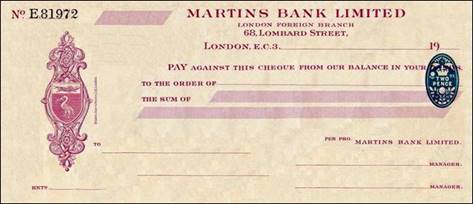 No E31972
MARTINS BANK LIMITED
LONDON FOREIGN BRANCH
68, LOMBARD STREET,
LONDON, E.C.3. 19
PAY AGAINST THIS CHEQUE FROM OUR BALANCE IN YOUR
TO THE ORDER OF
THE SUM OF
TWO PENCE
PER PRO. MARTINS BANK LIMITED.
TO
MANAGER.
MANAGER.
ENTD